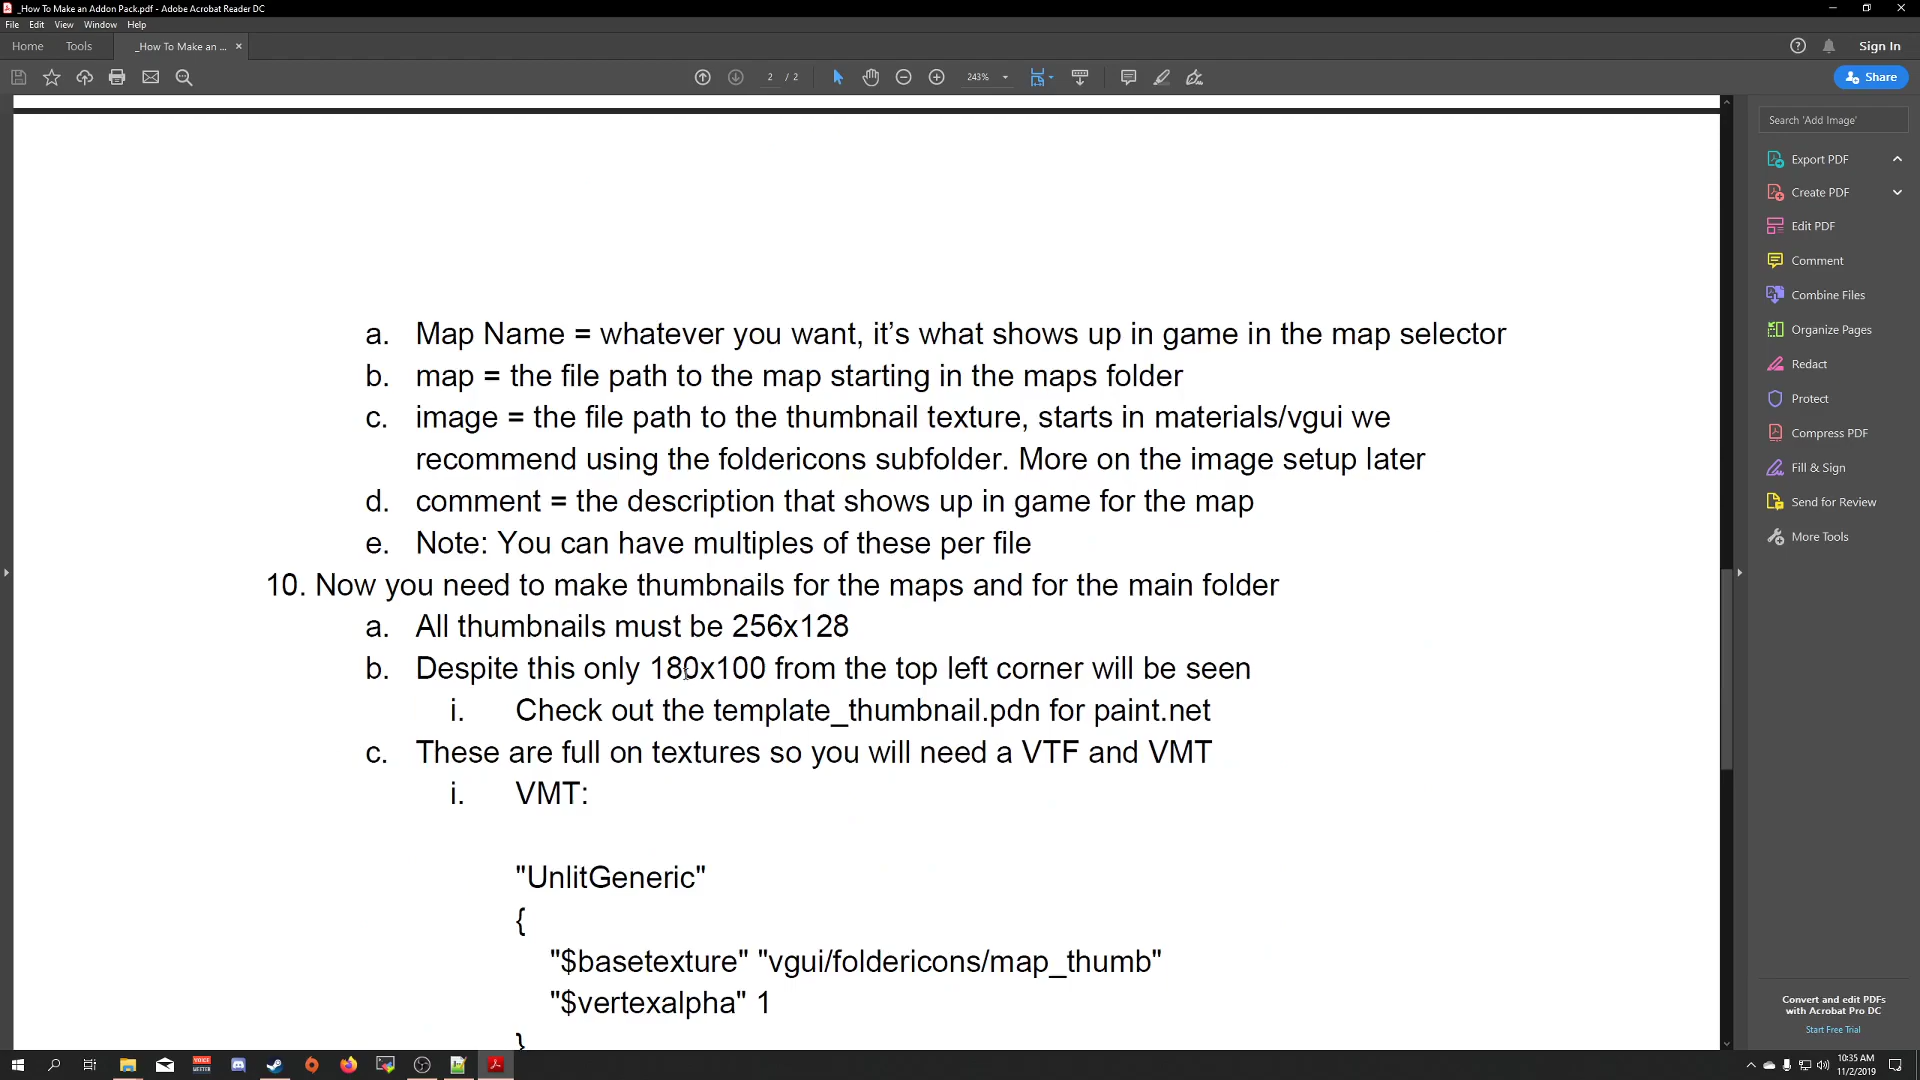 _How To Make an Addon Pack.pdf - Adobe Acrobat Reader DC
File Edit View Window Help
Home Tools _How To Make an ... ×
Sign In
2 / 2
243%
Share
Search 'Add Image'
Export PDF
Create PDF
Edit PDF
Comment
Combine Files
Organize Pages
Redact
Protect
Compress PDF
Fill & Sign
Send for Review
More Tools
Convert and edit PDFs
with Acrobat Pro DC
Start Free Trial
a. Map Name = whatever you want, it’s what shows up in game in the map selector
b. map = the file path to the map starting in the maps folder
c. image = the file path to the thumbnail texture, starts in materials/vgui we
recommend using the foldericons subfolder. More on the image setup later
d. comment = the description that shows up in game for the map
e. Note: You can have multiples of these per file
10. Now you need to make thumbnails for the maps and for the main folder
a. All thumbnails must be 256x128
b. Despite this only 180x100 from the top left corner will be seen
i. Check out the template_thumbnail.pdn for paint.net
c. These are full on textures so you will need a VTF and VMT
i. VMT:
"UnlitGeneric"
{
"$basetexture" "vgui/foldericons/map_thumb"
"$vertexalpha" 1
}
VOICE
MEETER
10:35 AM
11/2/2019